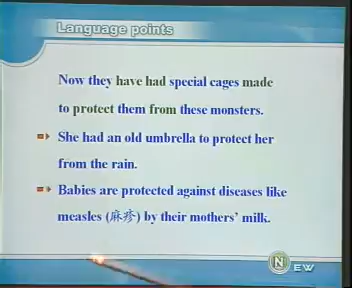 Language points
Now they have had special cages made
to protect them from these monsters.
She had an old umbrella to protect her
from the rain.
Babies are protected against diseases like
measles (麻疹) by their mothers' milk.
N EW